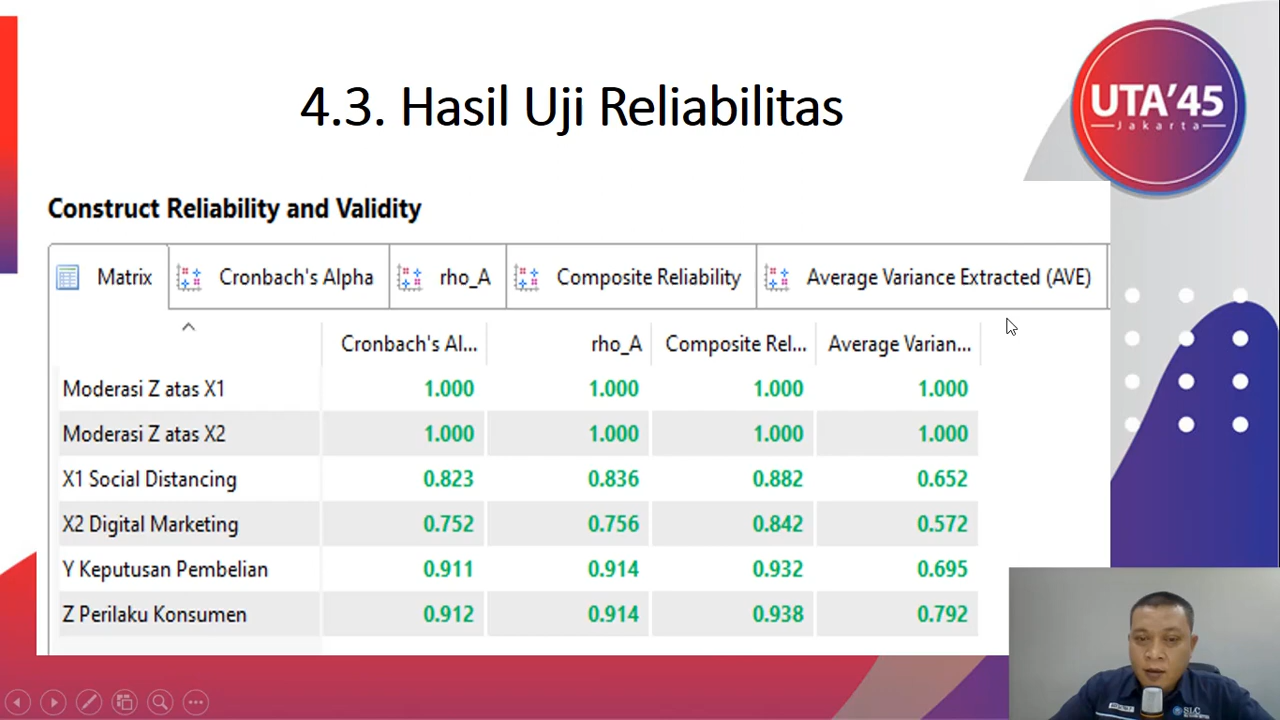 4.3. Hasil Uji Reliabilitas
UTA'45
Jakarta
Construct Reliability and Validity
Matrix Cronbach's Alpha rho_A Composite Reliability Average Variance Extracted (AVE)
Cronbach's Al... rho_A Composite Rel... Average Varian...
Moderasi Z atas X1 1.000 1.000 1.000 1.000
Moderasi Z atas X2 1.000 1.000 1.000 1.000
X1 Social Distancing 0.823 0.836 0.882 0.652
X2 Digital Marketing 0.752 0.756 0.842 0.572
Y Keputusan Pembelian 0.911 0.914 0.932 0.695
Z Perilaku Konsumen 0.912 0.914 0.938 0.792
SLC